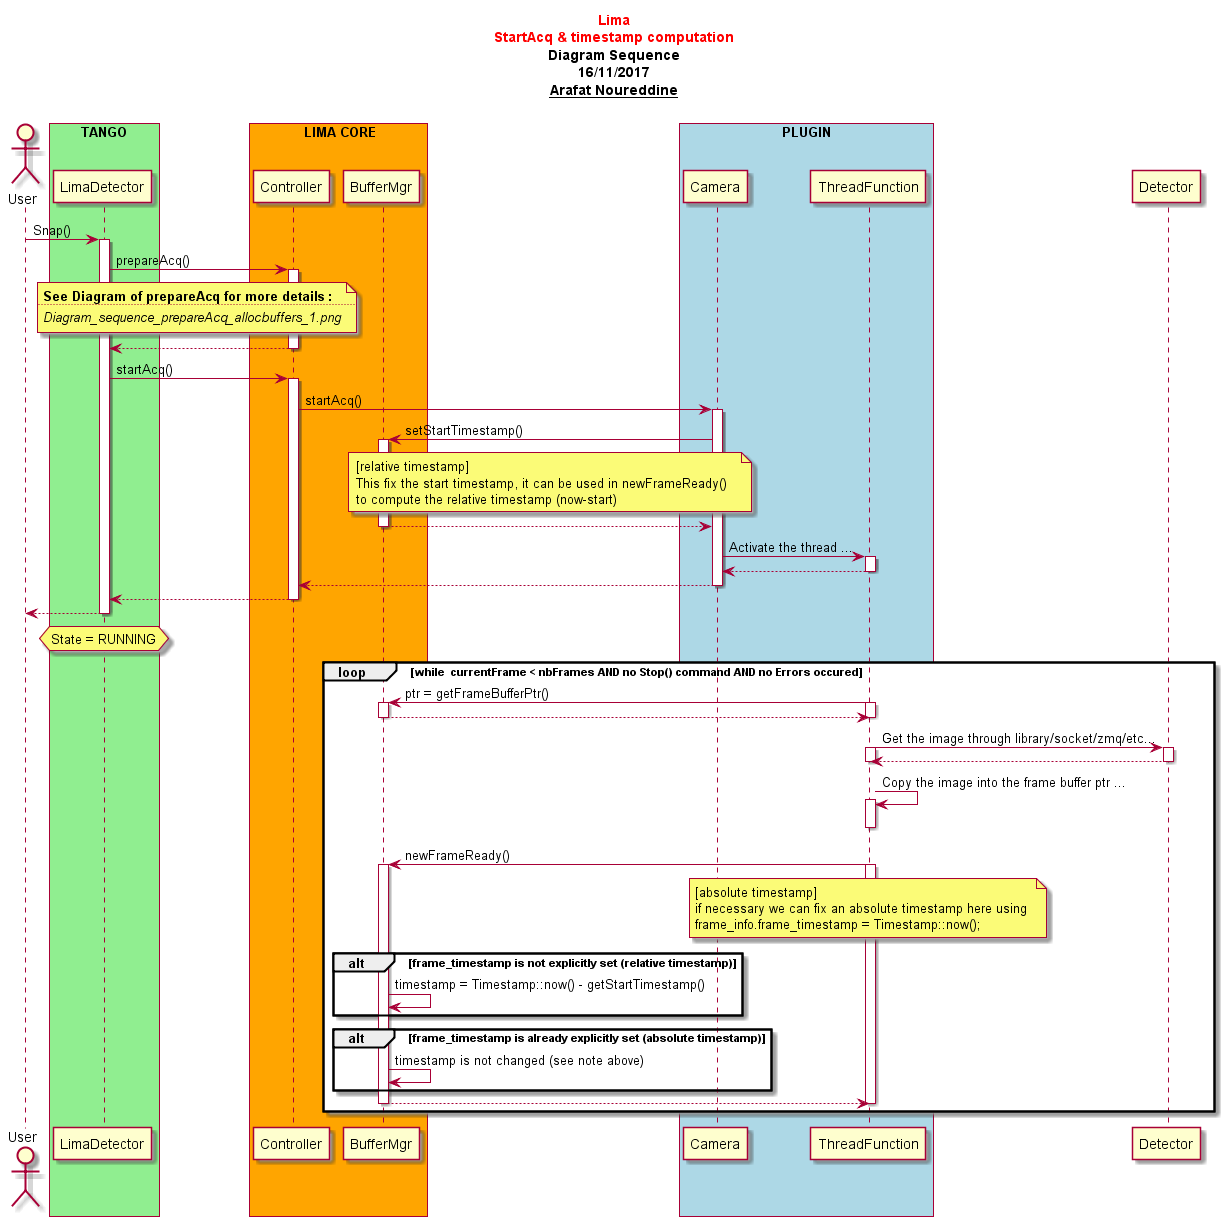 Lima
StartAcq & timestamp computation
Diagram Sequence
16/11/2017
Arafat Noureddine
TANGO
LIMA CORE
PLUGIN
User
LimaDetector
Controller
BufferMgr
Camera
ThreadFunction
Detector
Snap()
prepareAcq()
See Diagram of prepareAcq for more details :
Diagram_sequence_prepareAcq_allocbuffers_1.png
startAcq()
startAcq()
setStartTimestamp()
[relative timestamp]
This fix the start timestamp, it can be used in newFrameReady()
to compute the relative timestamp (now-start)
Activate the thread ...
State = RUNNING
loop [while currentFrame < nbFrames AND no Stop() command AND no Errors occured]
ptr = getFrameBufferPtr()
Get the image through library/socket/zmq/etc...
Copy the image into the frame buffer ptr ...
newFrameReady()
[absolute timestamp]
if necessary we can fix an absolute timestamp here using
frame_info.frame_timestamp = Timestamp::now();
alt [frame_timestamp is not explicitly set (relative timestamp)]
timestamp = Timestamp::now() - getStartTimestamp()
alt [frame_timestamp is already explicitly set (absolute timestamp)]
timestamp is not changed (see note above)
User
LimaDetector
Controller
BufferMgr
Camera
ThreadFunction
Detector